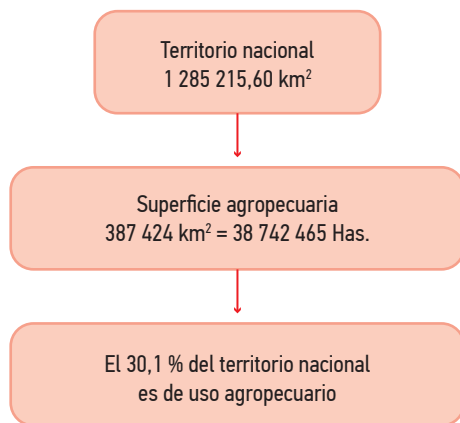 Territorio nacional
1 285 215,60 km²
Superficie agropecuaria
387 424 km² = 38 742 465 Has.
El 30,1 % del territorio nacional
es de uso agropecuario